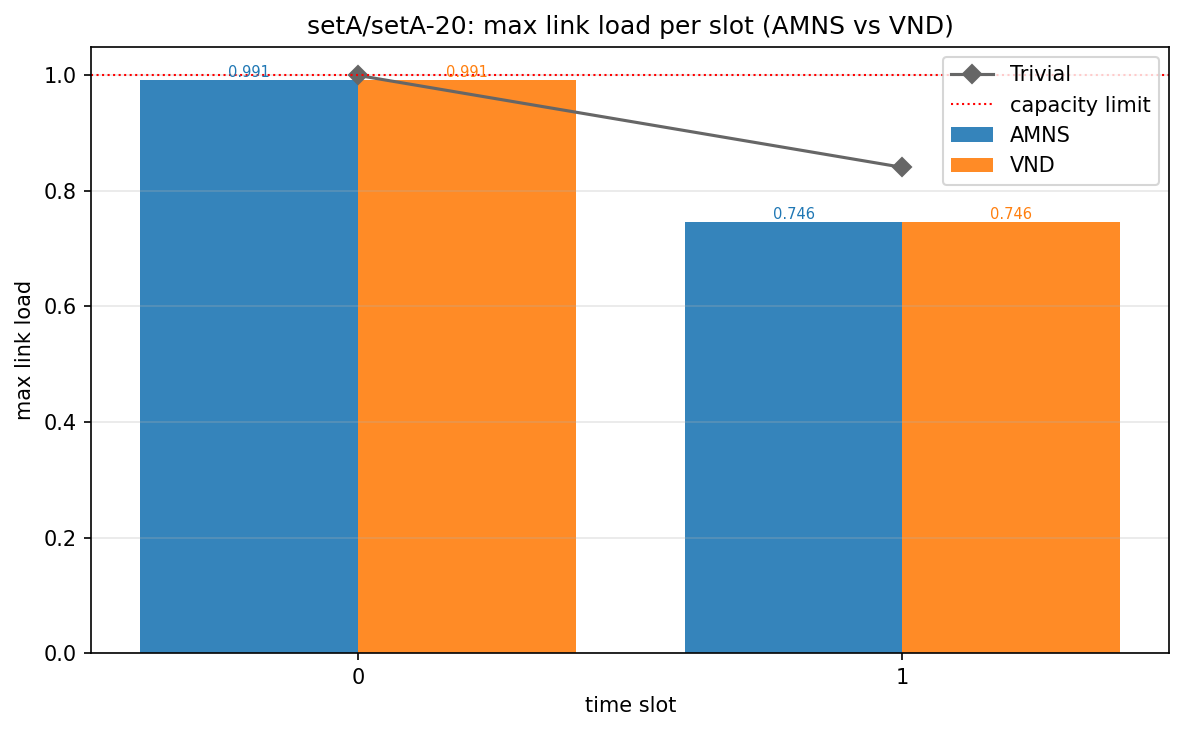 setA/setA-20: max link load per slot (AMNS vs VND)
max link load
1.0
0.8
0.6
0.4
0.2
0.0
0.991
0.991
0.746
0.746
Trivial
capacity limit
AMNS
VND
0
1
time slot